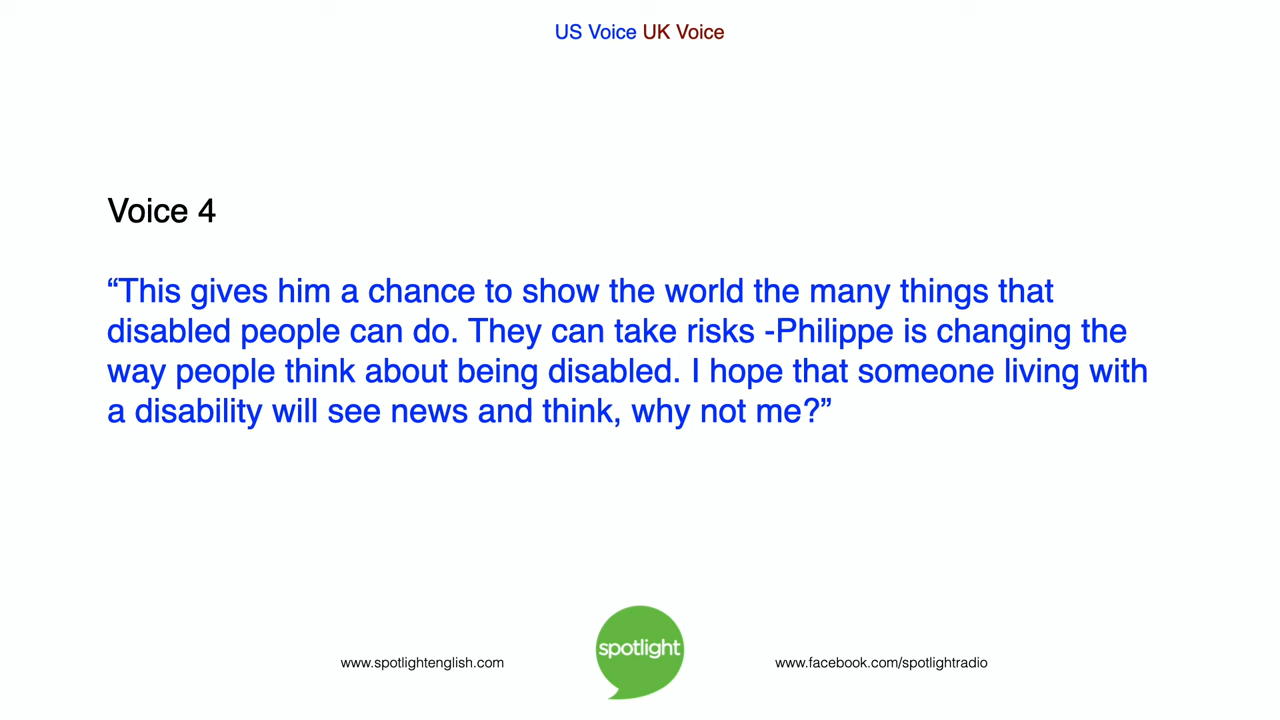 US Voice UK Voice
Voice 4
“This gives him a chance to show the world the many things that
disabled people can do. They can take risks -Philippe is changing the
way people think about being disabled. I hope that someone living with
a disability will see news and think, why not me?”
spotlight
www.spotlightenglish.com
www.facebook.com/spotlightradio